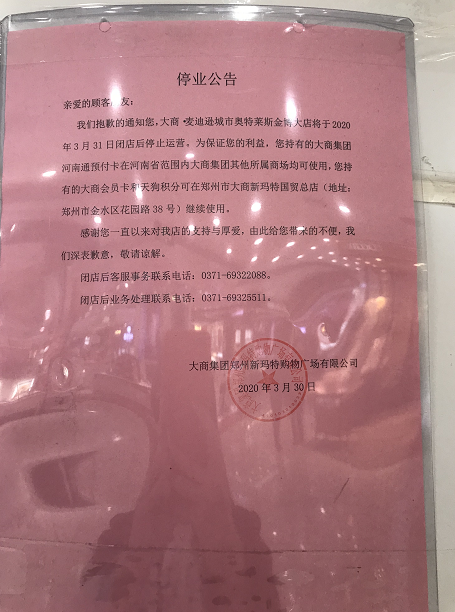 停业公告
亲爱的顾客朋友：
我们抱歉的通知您，大商·麦迪逊城市奥特莱斯金博大店将于2020
年3月31日闭店后停止运营，为保证您的利益，您持有的大商集团
河南通预付卡在河南省范围内大商集团其他所属商场均可使用，您持
有的大商会员卡和天狗积分可在郑州市大商新玛特国贸总店（地址：
郑州市金水区花园路38号）继续使用。
感谢您一直以来对我店的支持与厚爱，由此给您带来的不便，我
们深表歉意，敬请谅解。
闭店后客服事务联系电话：0371-69322088。
闭店后业务处理联系电话：0371-69325511。
大商集团郑州新玛特购物广场有限公司
2020年3月30日